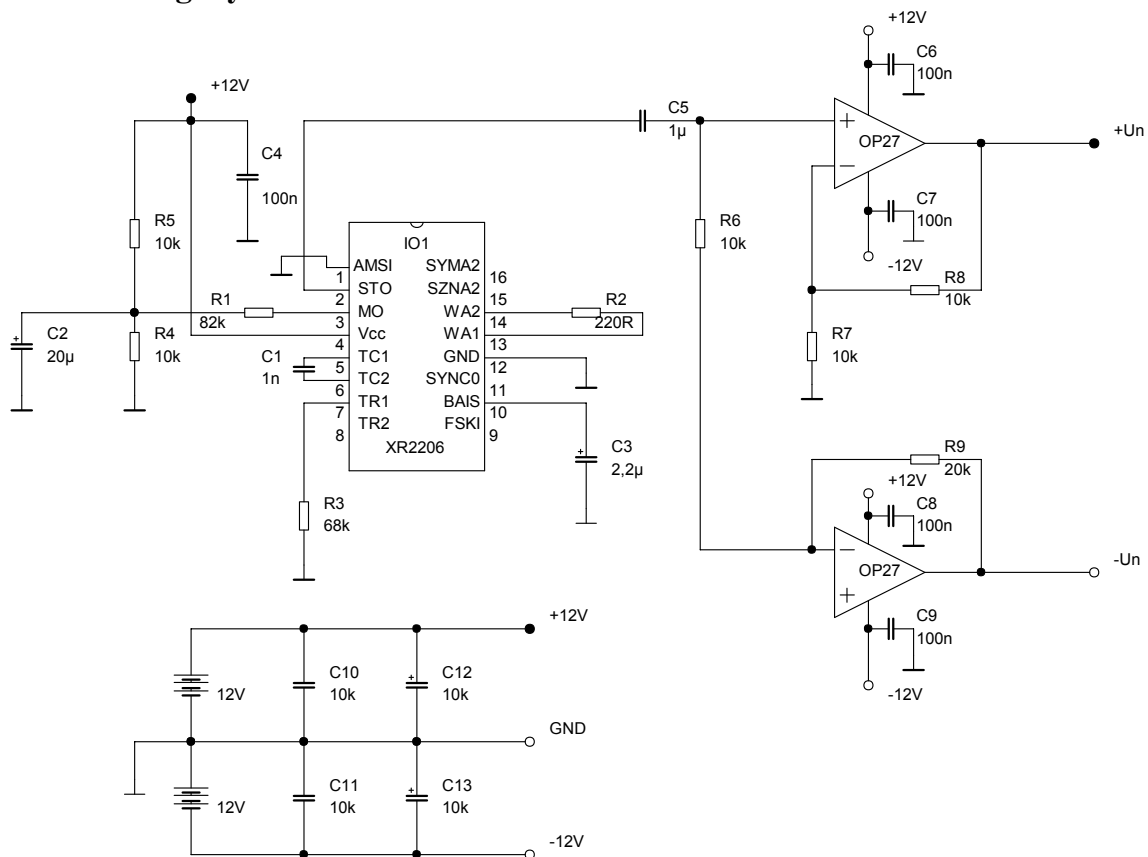 +12V
C4
100n
R5
10k
R1
82k
C2
20µ
R4
10k
C1
1n
R3
68k
IO1
AMSI
STO
MO
Vcc
TC1
TC2
TR1
TR2
1
2
3
4
5
6
7
8
SYMA2
SZNA2
WA2
WA1
GND
SYNC0
BAIS
FSKI
16
15
14
13
12
11
10
9
XR2206
R2
220R
C3
2,2µ
C5
1µ
R6
10k
+12V
C6
100n
+
OP27
−
C7
100n
-12V
+Un
R8
10k
R7
10k
R9
20k
+12V
C8
100n
−
OP27
+
C9
100n
-12V
-Un
+12V
12V
C10
10k
+
C12
10k
GND
12V
C11
10k
+
C13
10k
-12V